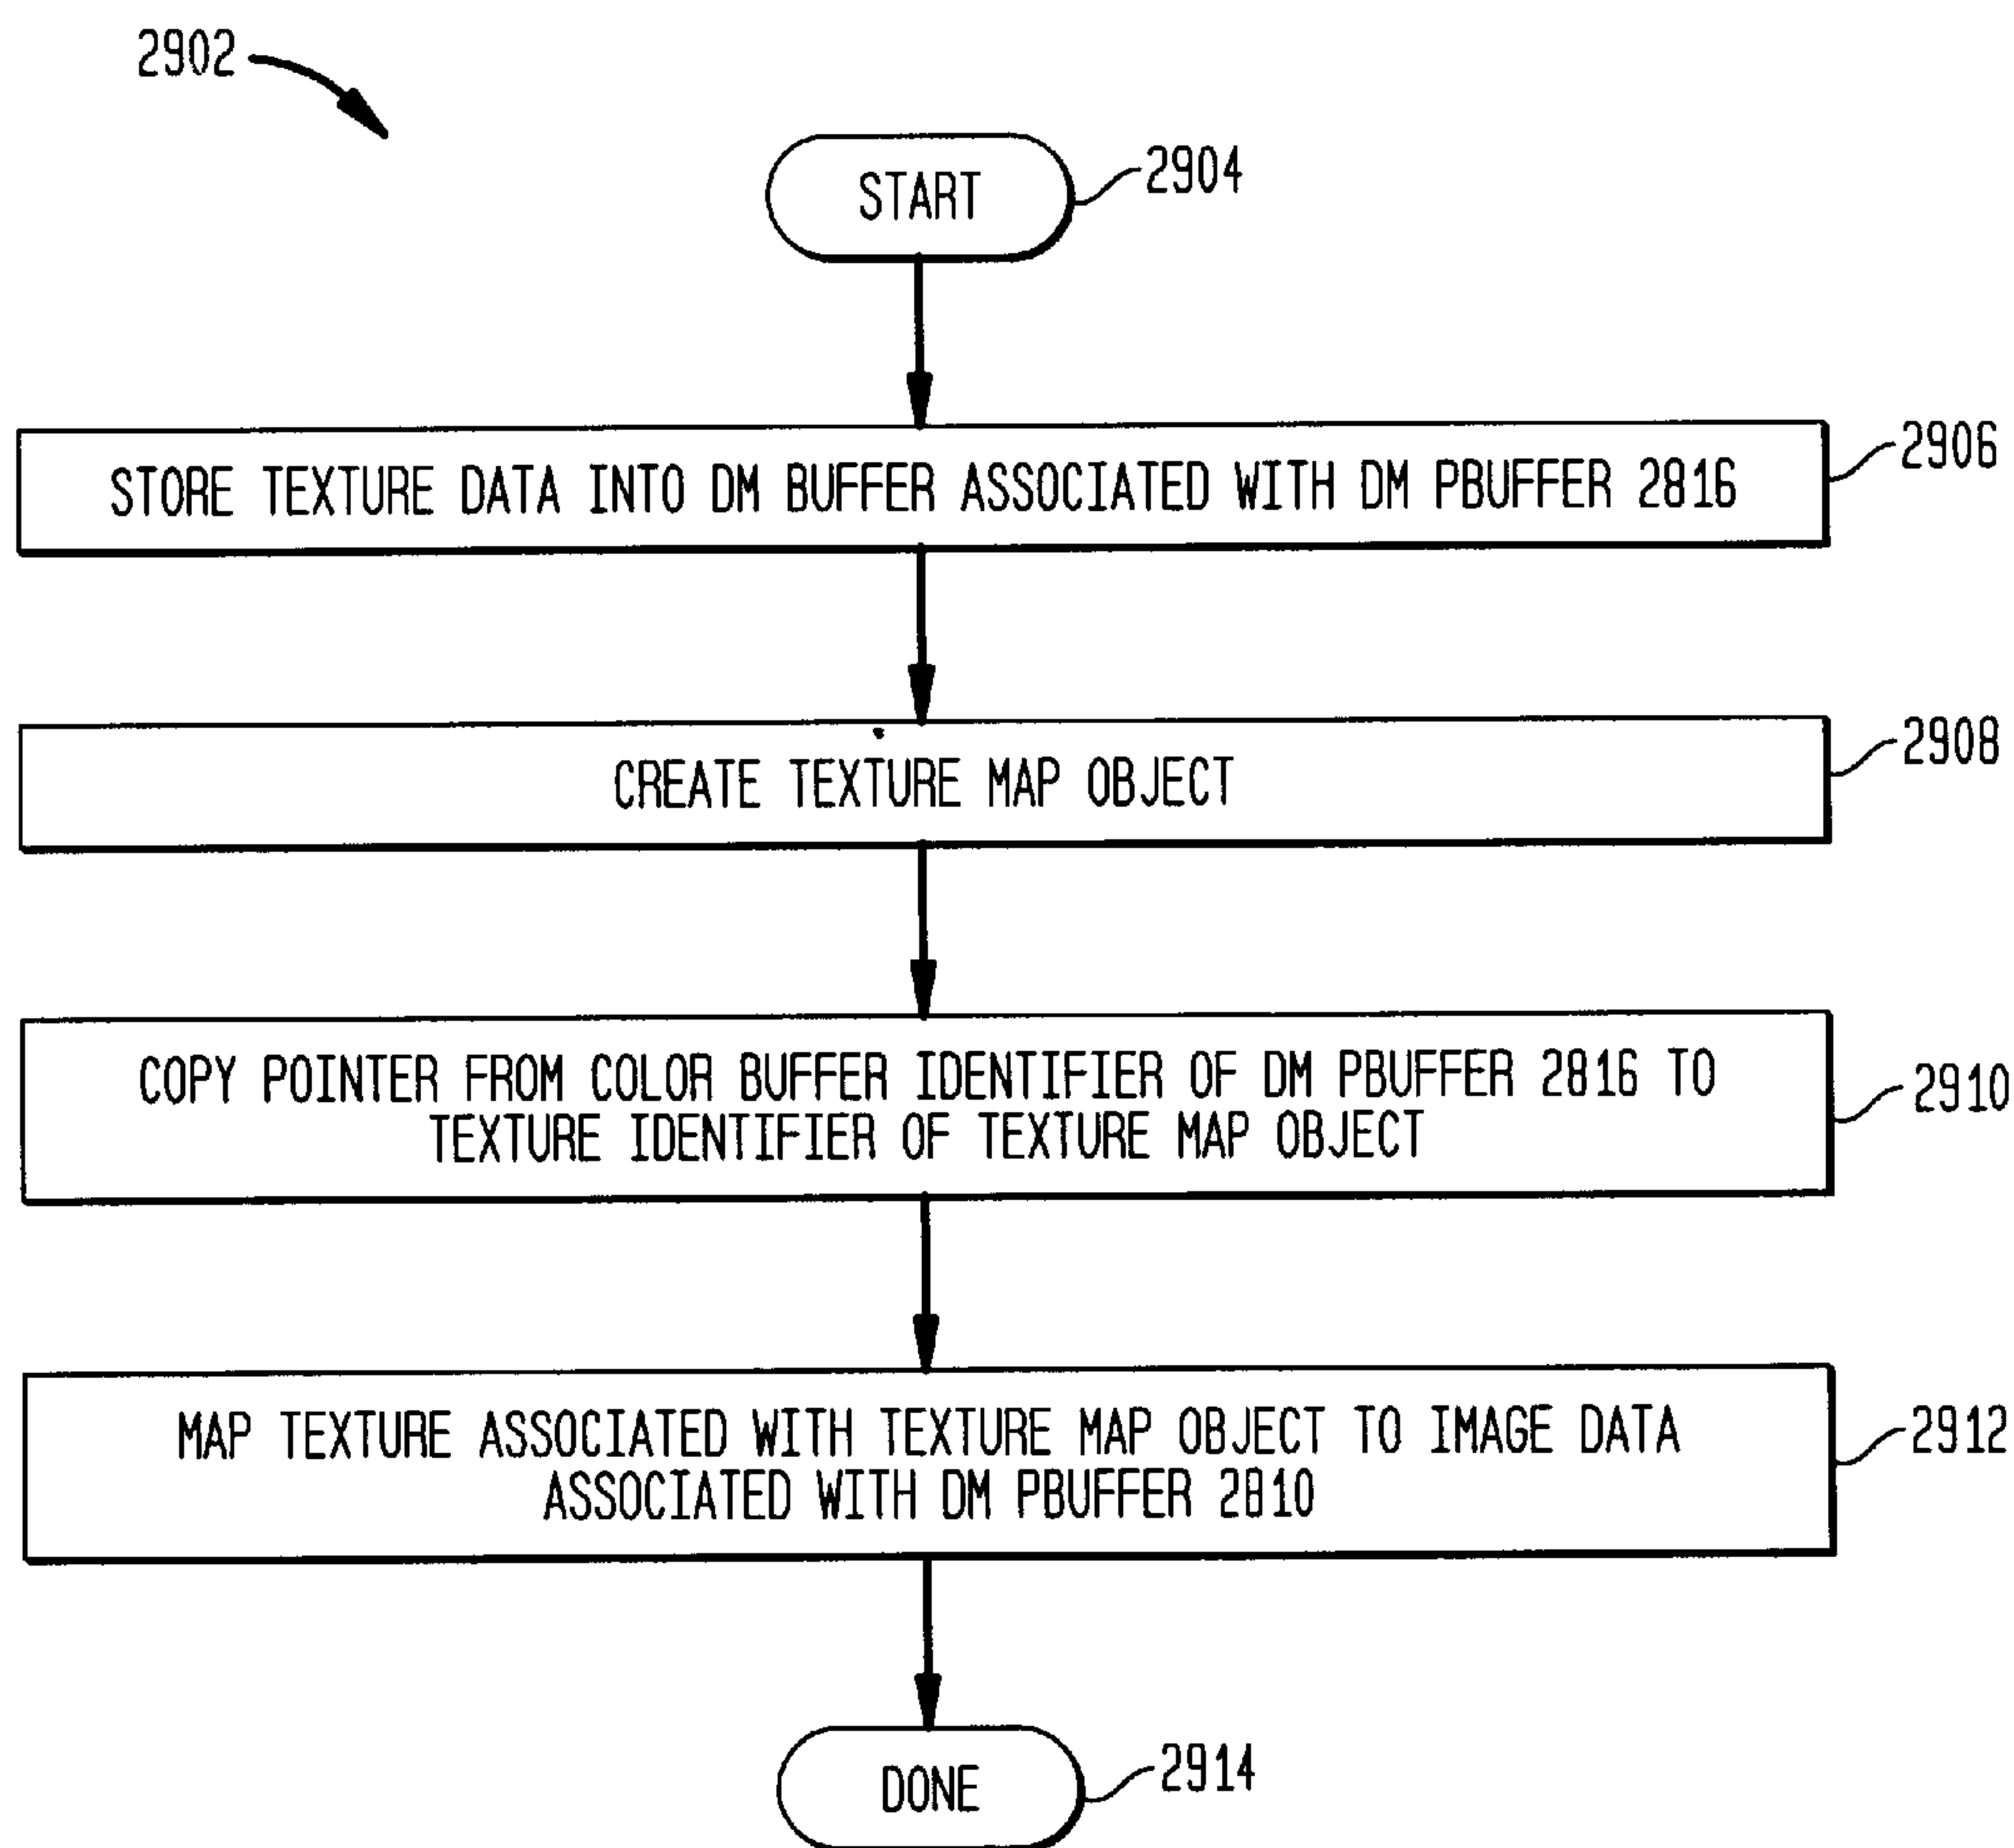 2902
START
2904
STORE TEXTURE DATA INTO DM BUFFER ASSOCIATED WITH DM PBUFFER 2816
2906
CREATE TEXTURE MAP OBJECT
2908
COPY POINTER FROM COLOR BUFFER IDENTIFIER OF DM PBUFFER 2816 TO
TEXTURE IDENTIFIER OF TEXTURE MAP OBJECT
2910
MAP TEXTURE ASSOCIATED WITH TEXTURE MAP OBJECT TO IMAGE DATA
ASSOCIATED WITH DM PBUFFER 2810
2912
DONE
2914